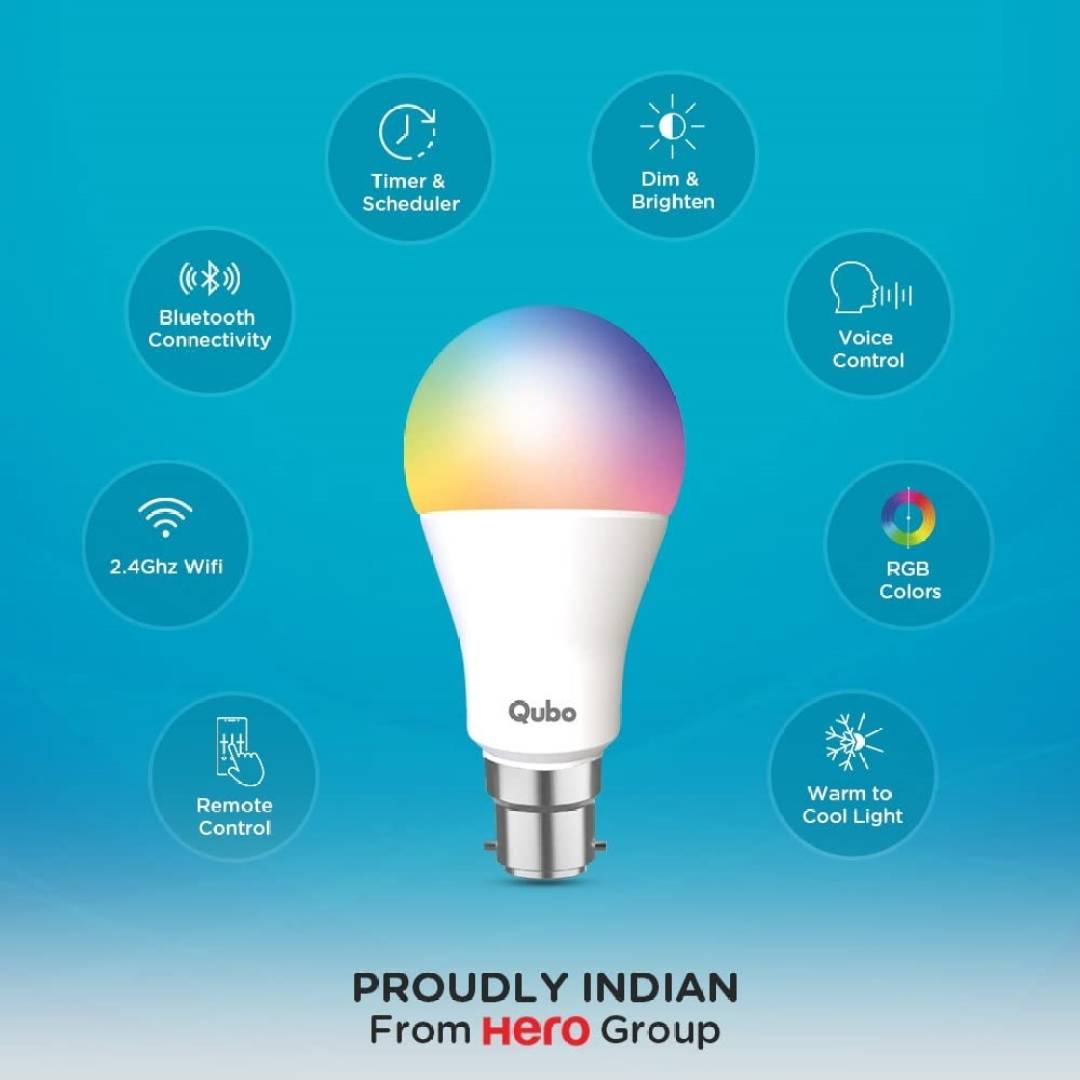 Timer &
Scheduler
Dim &
Brighten
Bluetooth
Connectivity
Voice
Control
2.4Ghz Wifi
RGB
Colors
Qubo
Remote
Control
Warm to
Cool Light
PROUDLY INDIAN
From Hero Group